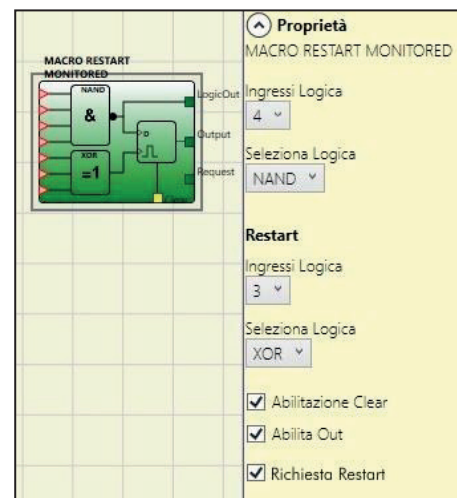 MACRO RESTART
MONITORED
NAND
&
LogicOut
D
Output
XOR
=1
Request
Clear
Proprietà
MACRO RESTART MONITORED
Ingressi Logica
4
Seleziona Logica
NAND
Restart
Ingressi Logica
3
Seleziona Logica
XOR
Abilitazione Clear
Abilita Out
Richiesta Restart